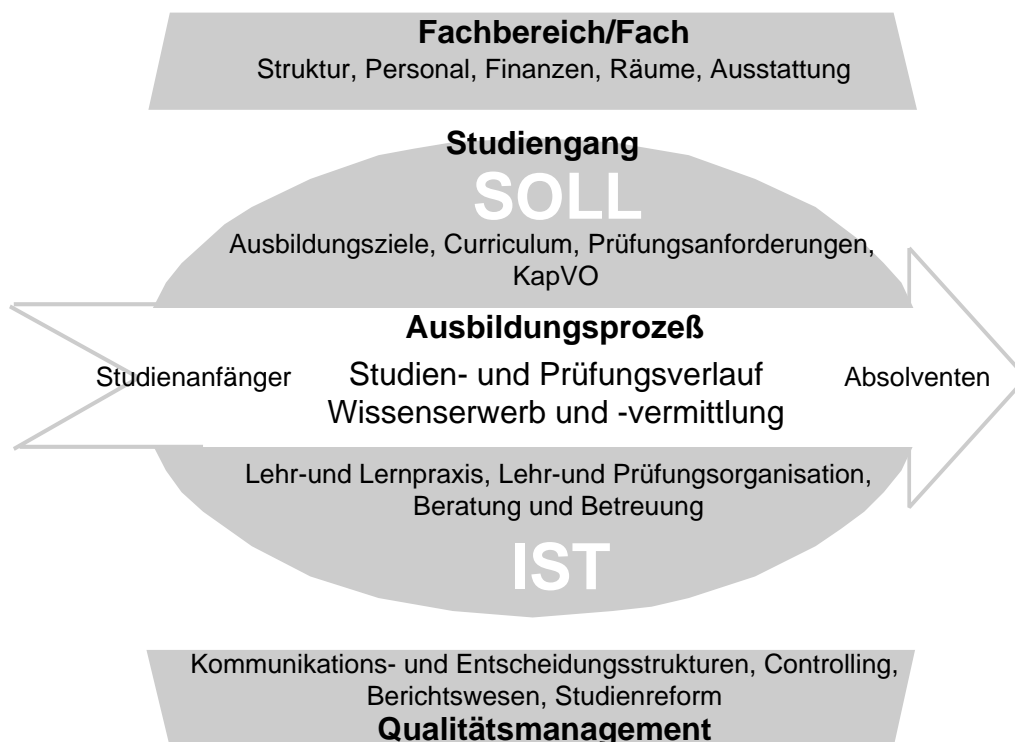 Fachbereich/Fach
Struktur, Personal, Finanzen, Räume, Ausstattung
Studiengang
SOLL
Ausbildungsziele, Curriculum, Prüfungsanforderungen,
KapVO
Ausbildungsprozeß
Studienanfänger
Studien- und Prüfungsverlauf
Wissenserwerb und -vermittlung
Absolventen
Lehr-und Lernpraxis, Lehr-und Prüfungsorganisation,
Beratung und Betreuung
IST
Kommunikations- und Entscheidungsstrukturen, Controlling,
Berichtswesen, Studienreform
Qualitätsmanagement